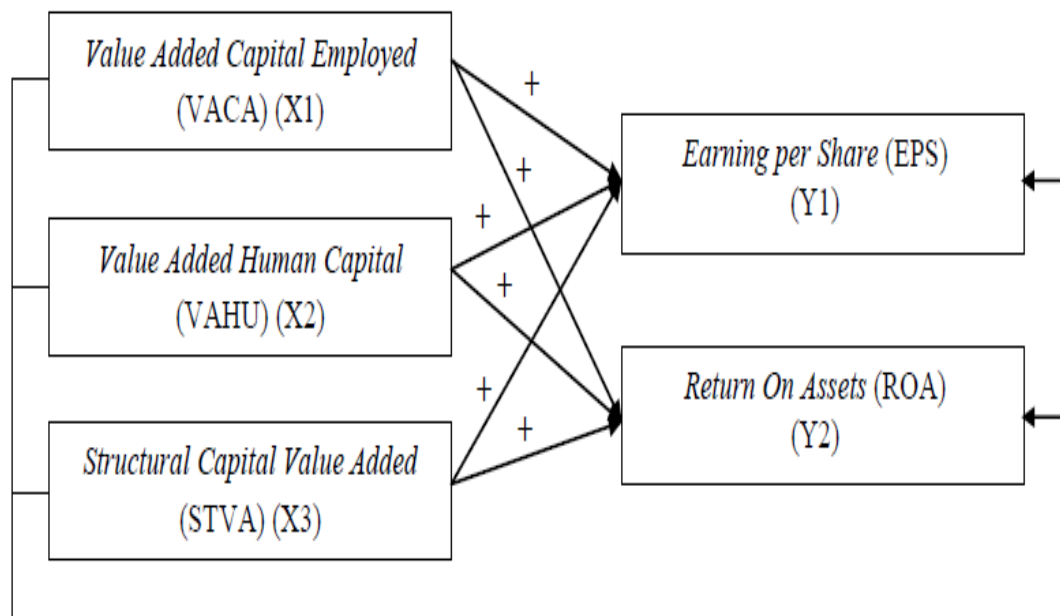 Value Added Capital Employed
(VACA) (X1)
+
+
Earning per Share (EPS)
(Y1)
Value Added Human Capital
(VAHU) (X2)
+
+
Return On Assets (ROA)
(Y2)
Structural Capital Value Added
(STVA) (X3)
+
+